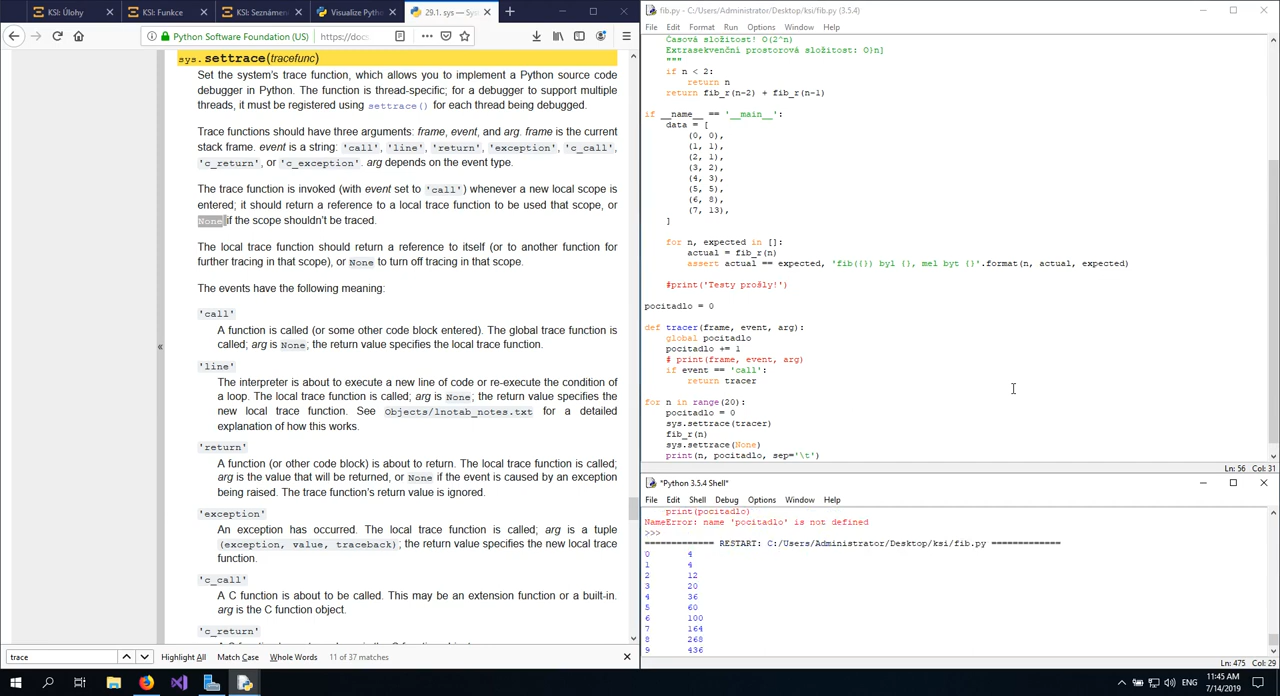 KSI: Úlohy
KSI: Funkce
KSI: Seznámen
Visualize Pytho
29.1. sys — Sys
Python Software Foundation (US)
https://docs
sys.settrace(tracefunc)
Set the system's trace function, which allows you to implement a Python source code
debugger in Python. The function is thread-specific; for a debugger to support multiple
threads, it must be registered using settrace() for each thread being debugged.
Trace functions should have three arguments: frame, event, and arg. frame is the current
stack frame. event is a string: 'call', 'line', 'return', 'exception', 'c_call',
'c_return', or 'c_exception'. arg depends on the event type.
The trace function is invoked (with event set to 'call') whenever a new local scope is
entered; it should return a reference to a local trace function to be used that scope, or
None if the scope shouldn't be traced.
The local trace function should return a reference to itself (or to another function for
further tracing in that scope), or None to turn off tracing in that scope.
The events have the following meaning:
'call'
A function is called (or some other code block entered). The global trace function is
called; arg is None; the return value specifies the local trace function.
'line'
The interpreter is about to execute a new line of code or re-execute the condition of
a loop. The local trace function is called; arg is None; the return value specifies the
new local trace function. See Objects/lnotab_notes.txt for a detailed
explanation of how this works.
'return'
A function (or other code block) is about to return. The local trace function is called;
arg is the value that will be returned, or None if the event is caused by an exception
being raised. The trace function's return value is ignored.
'exception'
An exception has occurred. The local trace function is called; arg is a tuple
(exception, value, traceback); the return value specifies the new local trace
function.
'c_call'
A C function is about to be called. This may be an extension function or a built-in.
arg is the C function object.
'c_return'
trace
Highlight All
Match Case
Whole Words
11 of 37 matches
fib.py - C:/Users/Administrator/Desktop/ksi/fib.py (3.5.4)
File Edit Format Run Options Window Help
Časová složitost! O(2^n)
Extrasekvenční prostorová složitost: O}n]
"""
if n < 2:
return n
return fib_r(n-2) + fib_r(n-1)
if __name__ == '__main__':
data = [
(0, 0),
(1, 1),
(2, 1),
(3, 2),
(4, 3),
(5, 5),
(6, 8),
(7, 13),
]
for n, expected in []:
actual = fib_r(n)
assert actual == expected, 'fib({}) byl {}, mel byt {}'.format(n, actual, expected)
#print('Testy prošly!')
pocitadlo = 0
def tracer(frame, event, arg):
global pocitadlo
pocitadlo += 1
# print(frame, event, arg)
if event == 'call':
return tracer
for n in range(20):
pocitadlo = 0
sys.settrace(tracer)
fib_r(n)
sys.settrace(None)
print(n, pocitadlo, sep='\t')
Ln: 56 Col: 31
*Python 3.5.4 Shell*
File Edit Shell Debug Options Window Help
print(pocitadlo)
NameError: name 'pocitadlo' is not defined
>>>
============= RESTART: C:/Users/Administrator/Desktop/ksi/fib.py =============
0 4
1 4
2 12
3 20
4 36
5 60
6 100
7 164
8 268
9 436
Ln: 475 Col: 29
ENG
11:45 AM
7/14/2019